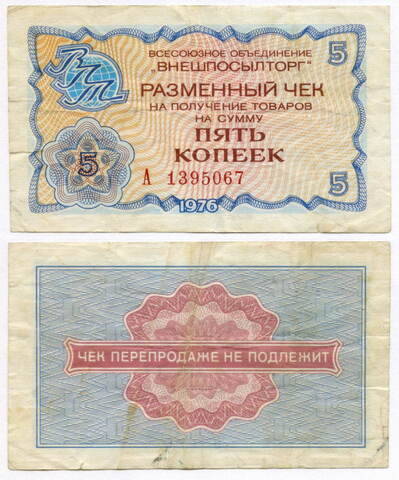 ВПТ
ВСЕСОЮЗНОЕ ОБЪЕДИНЕНИЕ
„ВНЕШПОСЫЛТОРГ"
5
РАЗМЕННЫЙ ЧЕК
НА ПОЛУЧЕНИЕ ТОВАРОВ
НА СУММУ
ПЯТЬ
КОПЕЕК
5
А 1395067
5
1976
ЧЕК ПЕРЕПРОДАЖЕ НЕ ПОДЛЕЖИТ